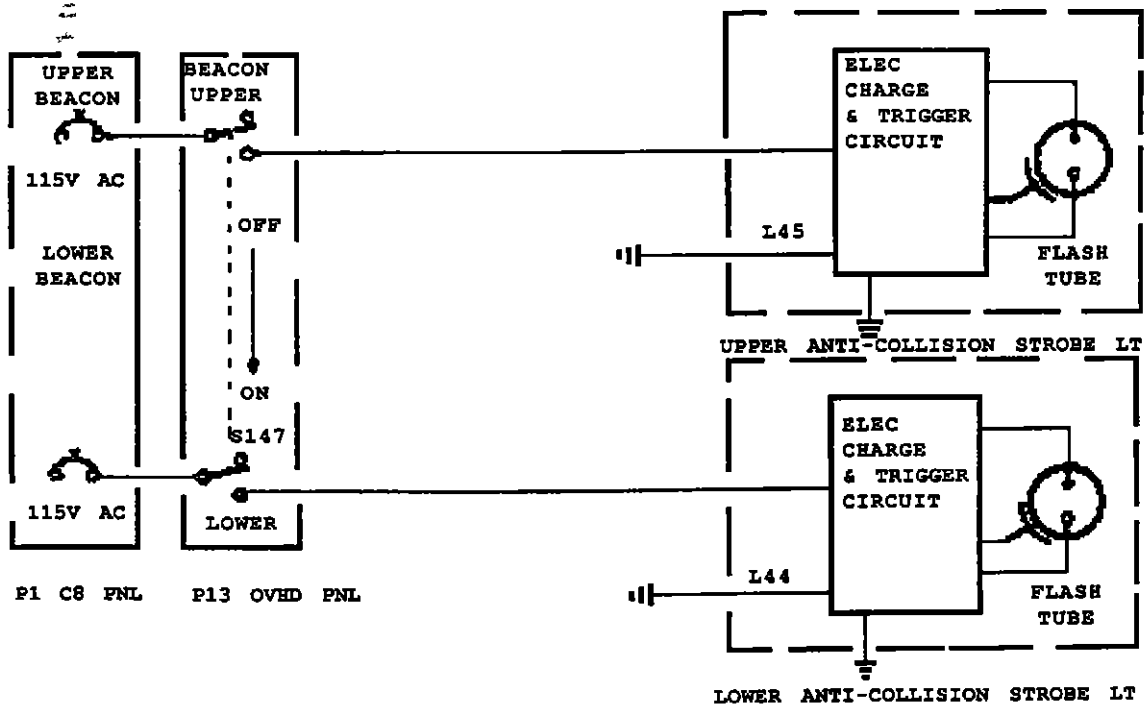 UPPER
BEACON
115V AC
LOWER
BEACON
115V AC
P1 C8 PNL
BEACON
UPPER
OFF
ON
S147
LOWER
P13 OVHD PNL
ELEC
CHARGE
& TRIGGER
CIRCUIT
L45
FLASH
TUBE
UPPER ANTI-COLLISION STROBE LT
ELEC
CHARGE
& TRIGGER
CIRCUIT
L44
FLASH
TUBE
LOWER ANTI-COLLISION STROBE LT